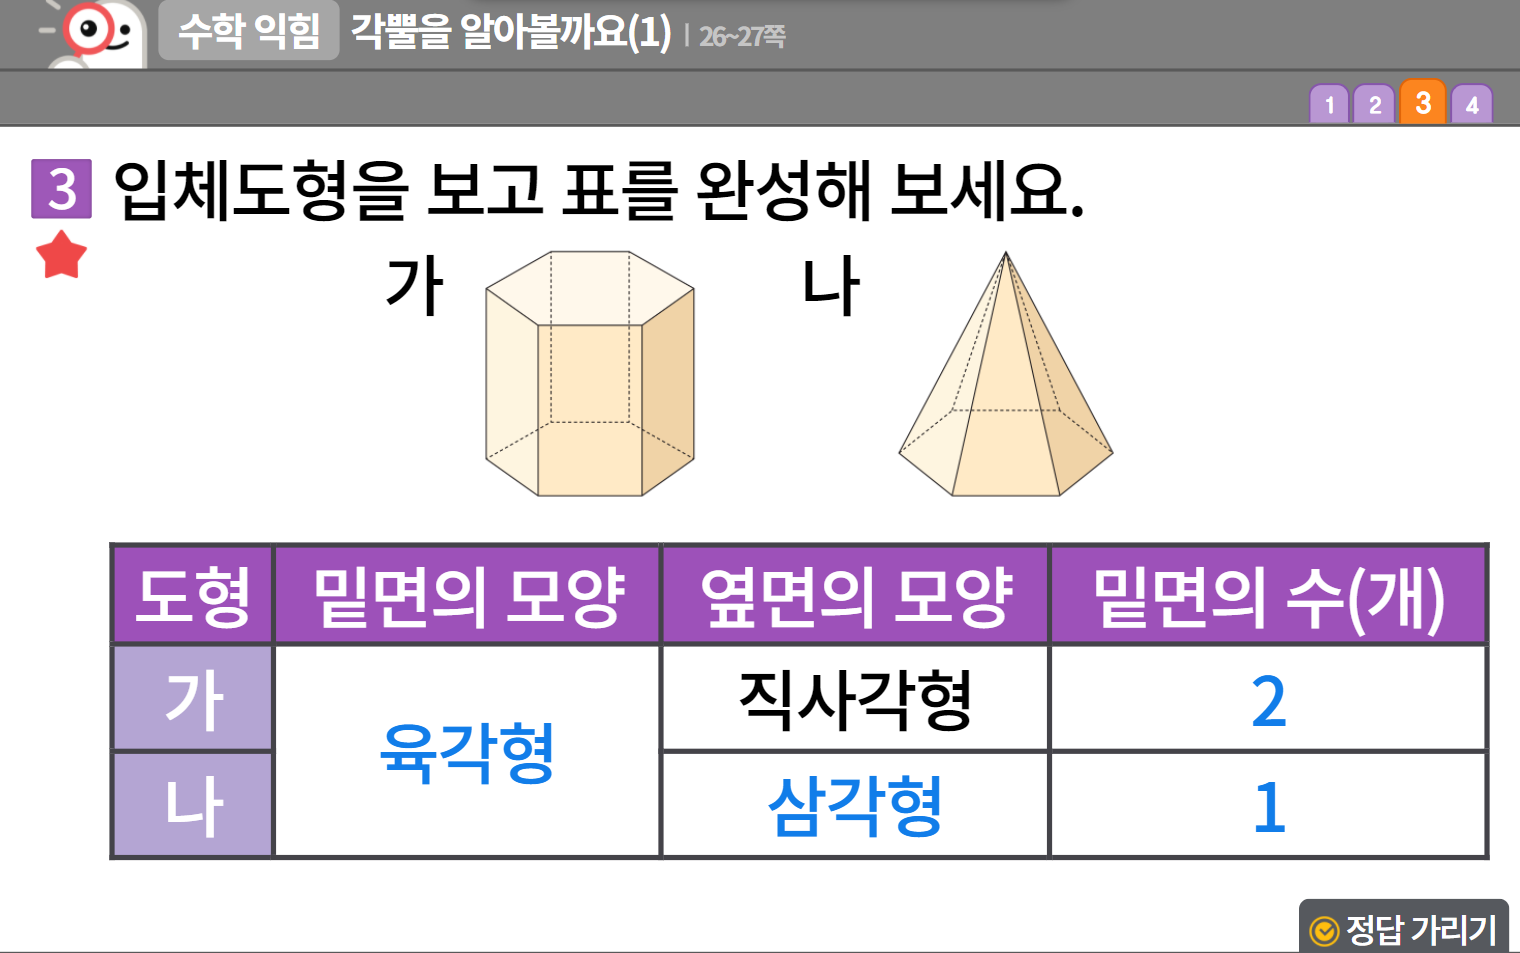 수학 익힘 각뿔을 알아볼까요(1) | 26~27쪽
1 2 3 4
3 입체도형을 보고 표를 완성해 보세요.
가 나
도형 밑면의 모양 옆면의 모양 밑면의 수(개)
가 육각형 직사각형 2
나 삼각형 1
정답 가리기